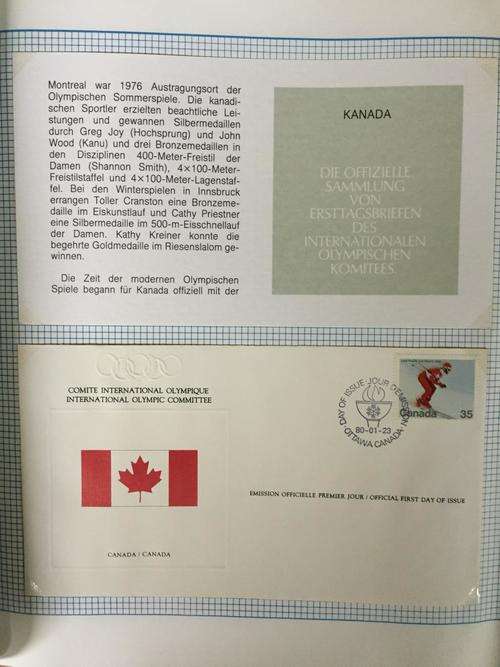 Montreal war 1976 Austragungsort der
Olympischen Sommerspiele. Die kanadi-
schen Sportler erzielten beachtliche Lei-
stungen und gewannen Silbermedaillen
durch Greg Joy (Hochsprung) und John
Wood (Kanu) und drei Bronzemedaillen in
den Disziplinen 400-Meter-Freistil der
Damen (Shannon Smith), 4×100-Meter-
Freistilstaffel und 4×100-Meter-Lagenstaf-
fel. Bei den Winterspielen in Innsbruck
errangen Toller Cranston eine Bronzeme-
daille im Eiskunstlauf und Cathy Priestner
eine Silbermedaille im 500-m-Eisschnellauf
der Damen. Kathy Kreiner konnte die
begehrte Goldmedaille im Riesenslalom ge-
winnen.
Die Zeit der modernen Olympischen
Spiele begann für Kanada offiziell mit der
KANADA
DIE OFFIZIELLE
SAMMLUNG
VON
ERSTTAGSBRIEFEN
DES
INTERNATIONALEN
OLYMPISCHEN
KOMITEES.
COMITE INTERNATIONAL OLYMPIQUE
INTERNATIONAL OLYMPIC COMMITTEE
CANADA / CANADA
DAY OF ISSUE·JOUR D'EMISSION
80-01-23
OTTAWA CANADA
Canada 35
EMISSION OFFICIELLE PREMIER JOUR / OFFICIAL FIRST DAY OF ISSUE